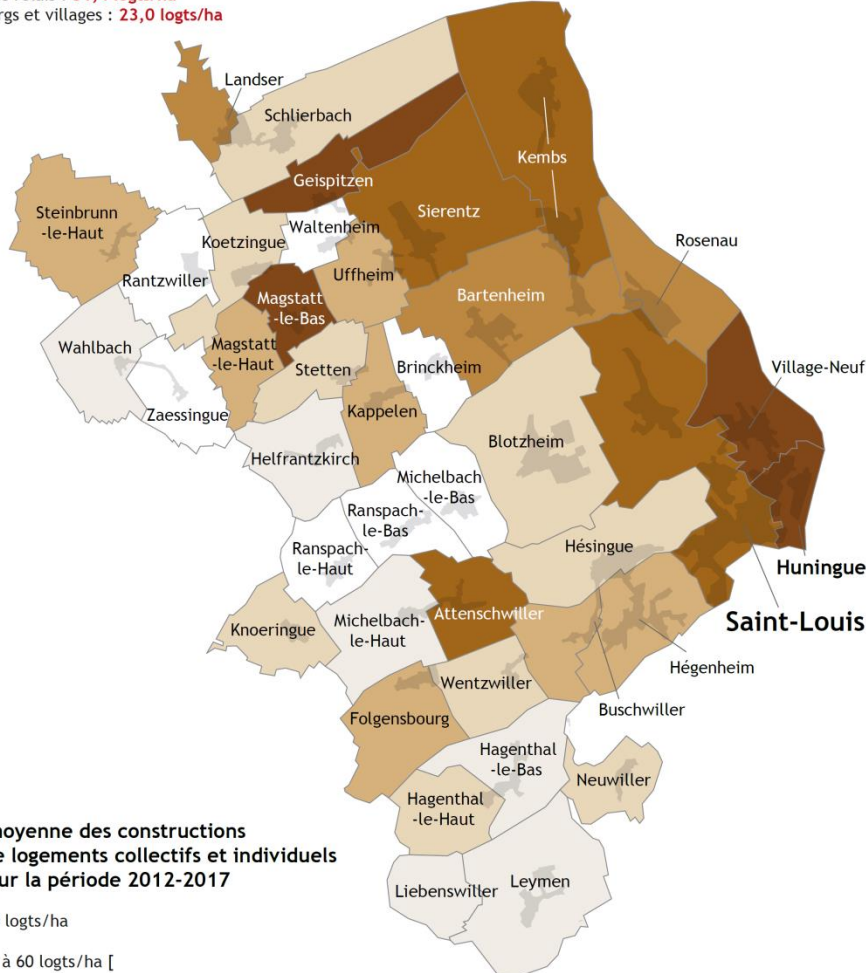 rgs et villages : 23,0 logts/ha
Landser
Schlierbach
Kembs
Geispitzen
Steinbrunn
-le-Haut
Sierentz
Waltenheim
Koetzingue
Rosenau
Rantzwiller
Uffheim
Bartenheim
Magstatt
-le-Bas
Wahlbach
Magstatt
-le-Haut
Stetten
Brinckheim
Village-Neuf
Zaessingue
Kappelen
Blotzheim
Helfrantzkirch
Michelbach
-le-Bas
Ranspach-
le-Bas
Ranspach-
le-Haut
Hésingue
Huningue
Attenschwiller
Michelbach-
le-Haut
Saint-Louis
Knoeringue
Hégenheim
Wentzwiller
Buschwiller
Folgensbourg
Hagenthal
-le-Bas
Neuwiller
Hagenthal
-le-Haut
Leymen
Liebenswiller
moyenne des constructions
e logements collectifs et individuels
ur la période 2012-2017
logts/ha
à 60 logts/ha [